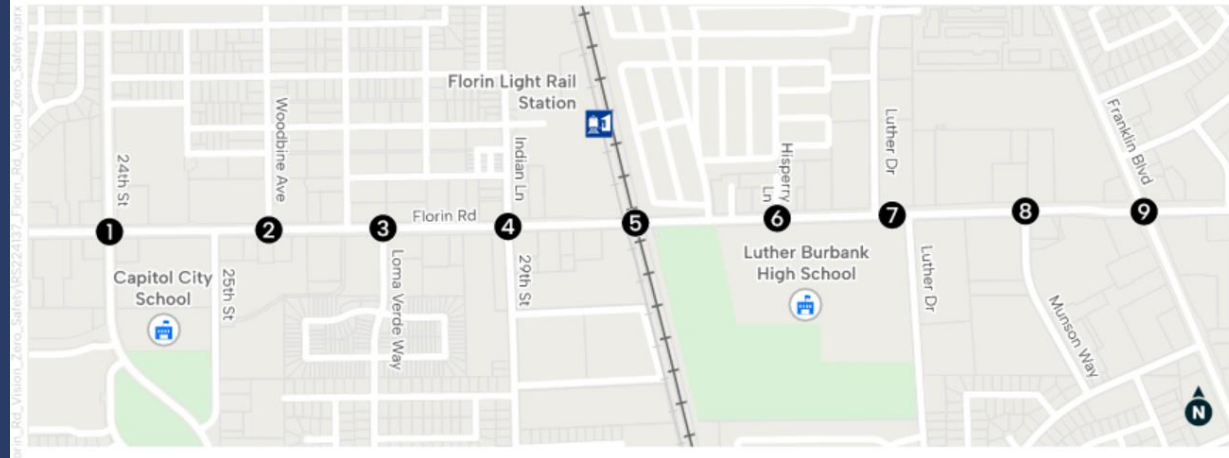 Florin Light Rail
Station
Woodbine Ave
24th St
Indian Ln
Hisperry
Ln
Luther Dr
Franklin Blvd
Florin Rd
1
2
3
4
5
6
7
8
9
Capitol City
School
25th St
Loma Verde Way
29th St
Luther Burbank
High School
Luther Dr
Munson Way
N